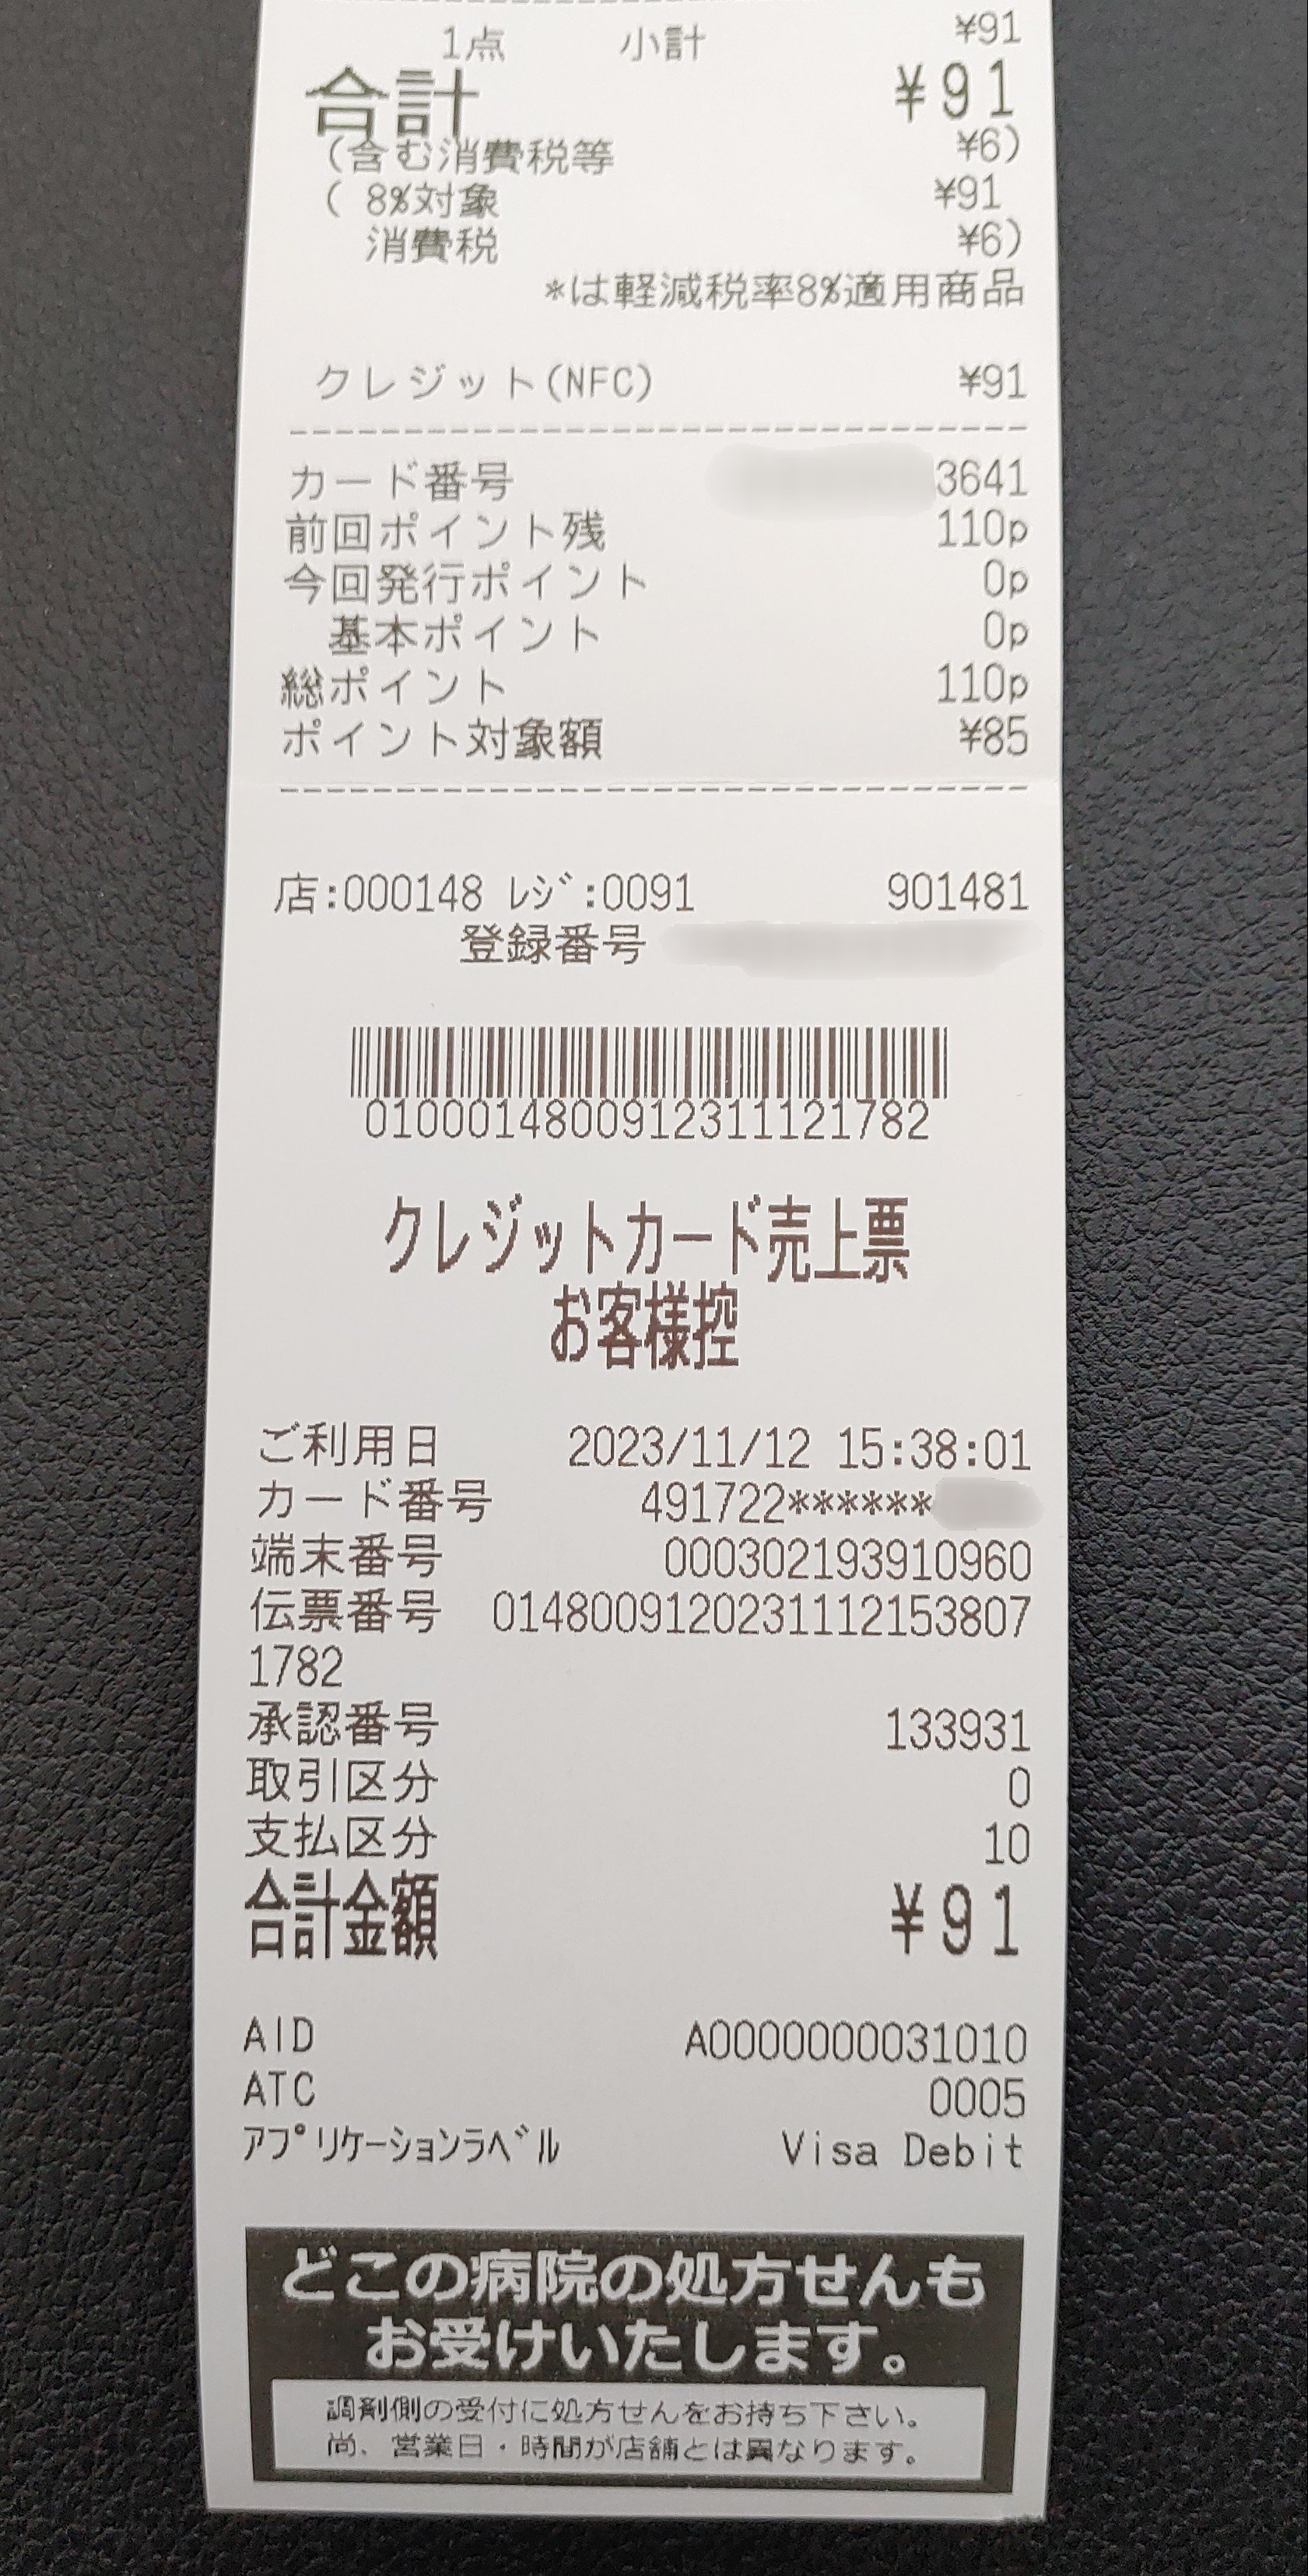 1点 小計 ¥91
合計 ¥91
(含む消費税等 ¥6)
( 8%対象 ¥91
消費税 ¥6)
*は軽減税率8%適用商品
クレジット(NFC) ¥91
カード番号 3641
前回ポイント残 110p
今回発行ポイント 0p
基本ポイント 0p
総ポイント 110p
ポイント対象額 ¥85
店:000148 ﾚｼﾞ:0091 901481
登録番号
01000148009123111217​82
クレジットカード売上票
お客様控
ご利用日 2023/11/12 15:38:01
カード番号 491722******
端末番号 000302193910960
伝票番号 0148009120231112153807
1782
承認番号 133931
取引区分 0
支払区分 10
合計金額 ¥91
AID A0000000031010
ATC 0005
ｱﾌﾟﾘｹｰｼｮﾝﾗﾍﾞﾙ Visa Debit
どこの病院の処方せんも
お受けいたします。
調剤側の受付に処方せんをお持ち下さい。
尚、営業日・時間が店舗とは異なります。